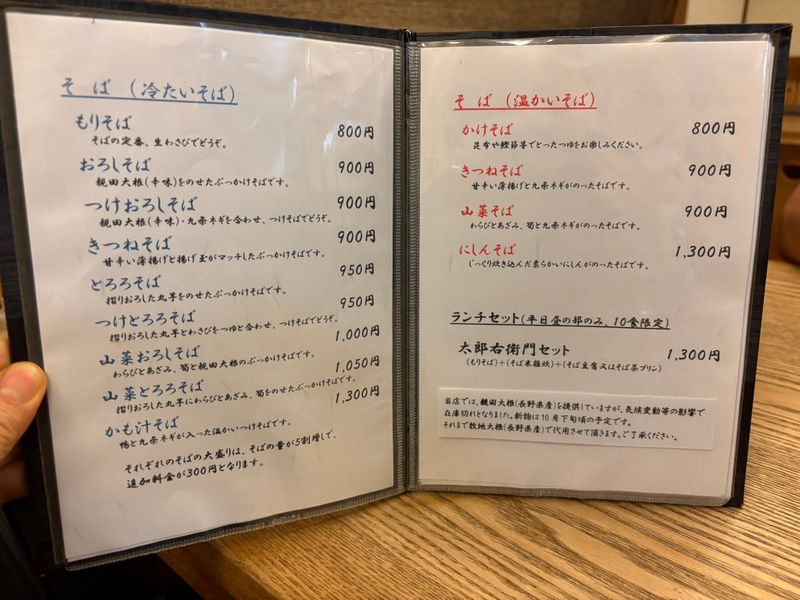 そば(冷たいそば)
もりそば 800円
そばの定番、生わさびでどうぞ。
おろしそば 900円
親田大根(辛味)をのせたぶっかけそばです。
つけおろしそば 900円
親田大根(辛味)・九条ネギを合わせ、つけそばでどうぞ。
きつねそば 900円
甘辛い薄揚げと揚げ玉がマッチしたぶっかけそばです。
とろろそば 950円
摺りおろした丸芋をのせたぶっかけそばです。
つけとろろそば 950円
摺りおろした丸芋とわさびをつゆと合わせ、つけそばでどうぞ。
山菜おろしそば 1,000円
わらびとあざみ、筍と親田大根のぶっかけそばです。
山菜とろろそば 1,050円
摺りおろした丸芋にわらびとあざみ、筍をのせたぶっかけそばです。
かも汁そば 1,300円
鴨と九条ネギが入った温かいつけそばです。
それぞれのそばの大盛りは、そばの量が5割増しで、
追加料金が300円となります。
そば(温かいそば)
かけそば 800円
昆布や鰹節等でとったつゆをお楽しみください。
きつねそば 900円
甘辛い薄揚げと九条ネギがのったそばです。
山菜そば 900円
わらびとあざみ、筍と九条ネギがのったそばです。
にしんそば 1,300円
じっくり炊き込んだ柔らかいにしんがのったそばです。
ランチセット(平日昼の部のみ、10食限定)
太郎右衛門セット 1,300円
(もりそば)+(そば米雑炊)+(そば豆腐又はそば茶プリン)
当店では、親田大根(長野県産)を提供していますが、気候変動等の影響で
在庫切れとなりました。新物は10月下旬頃の予定です。
それまで牧地大根(長野県産)で代用させて頂きます。ご了承ください。